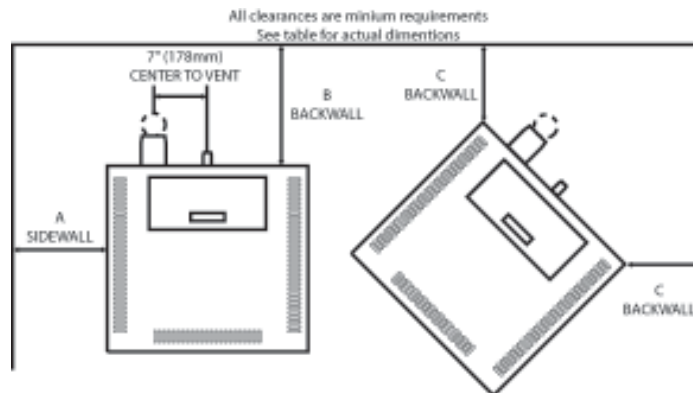 All clearances are minium requirements
See table for actual dimentions
7" (178mm)
CENTER TO VENT
B
BACKWALL
C
BACKWALL
A
SIDEWALL
C
BACKWALL